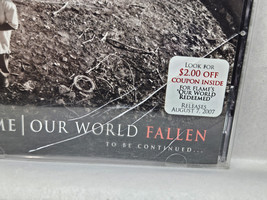 LOOK FOR
$2.00 OFF
COUPON INSIDE
FOR FLAME'S
"OUR WORLD
REDEEMED"
RELEASES
AUGUST 7, 2007
ME | OUR WORLD FALLEN
TO BE CONTINUED...